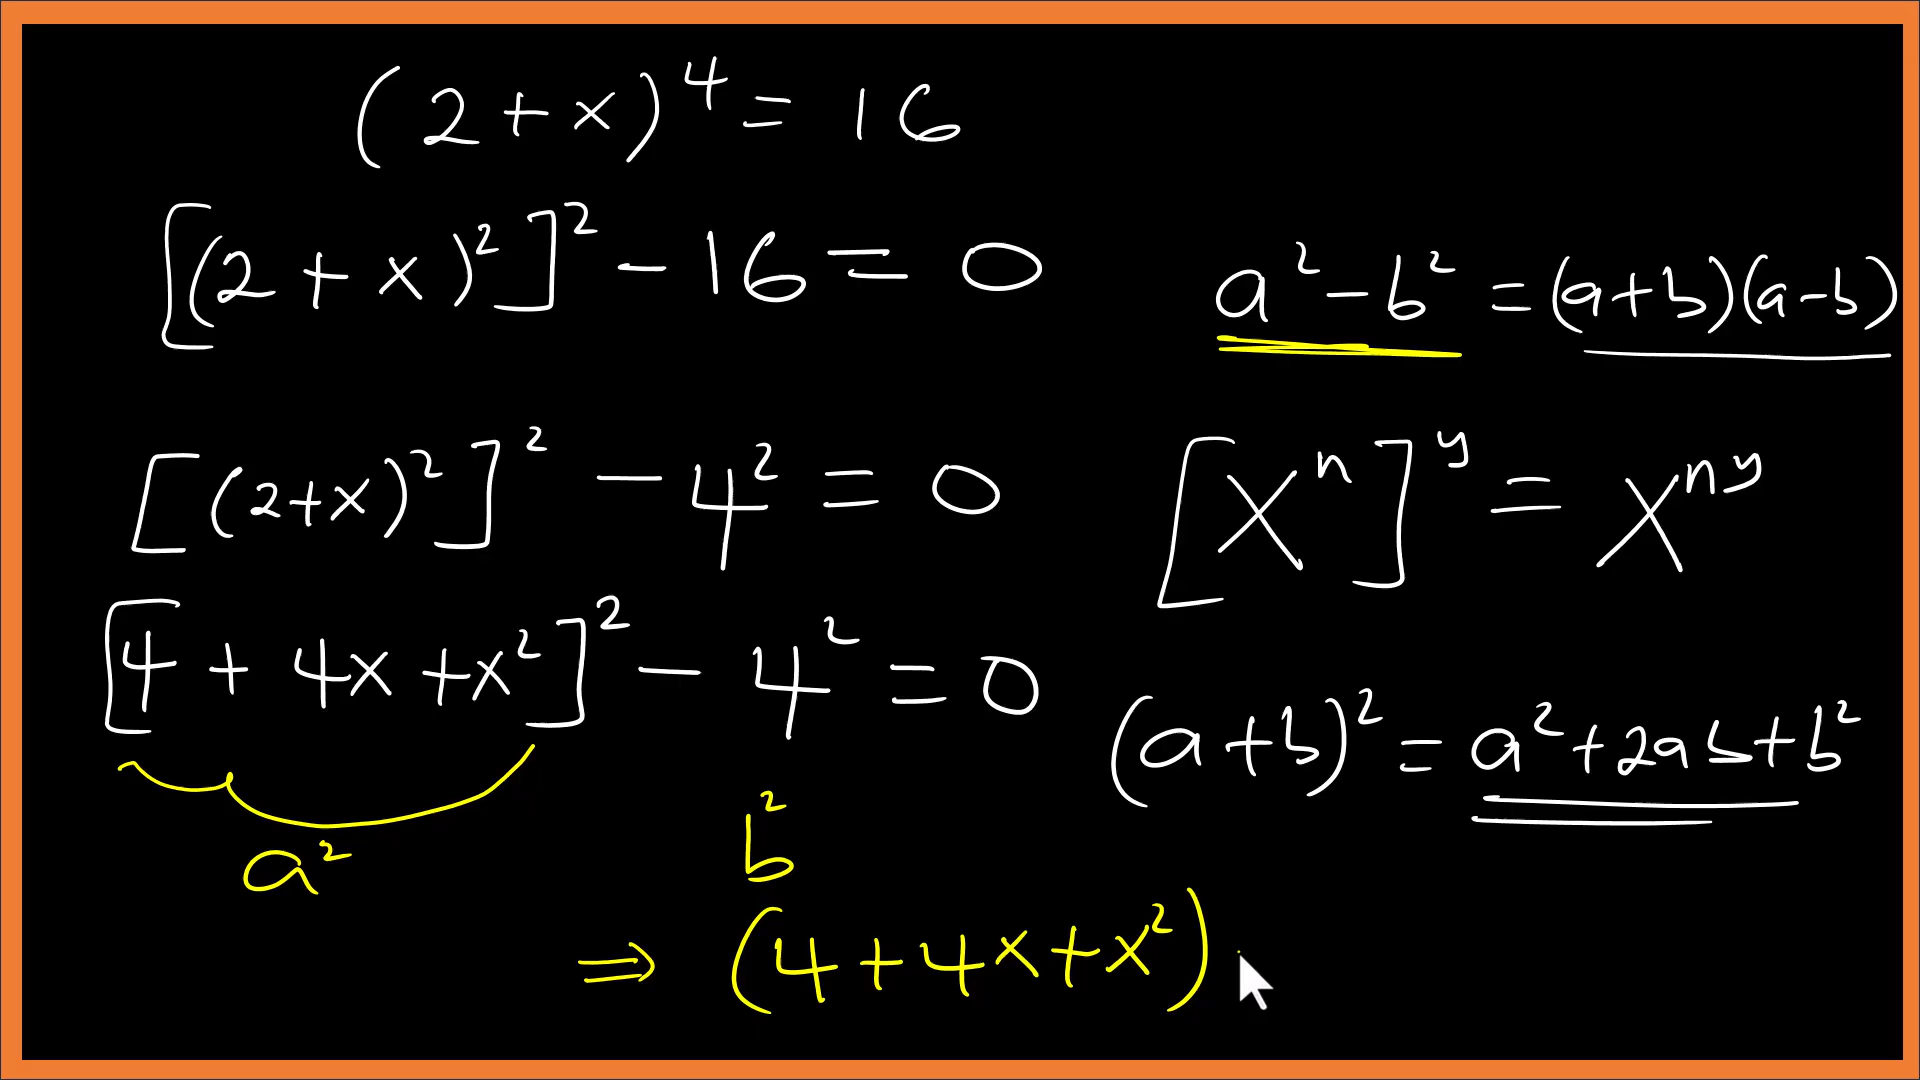 (2+x)⁴ = 16
[(2+x)²]² - 16 = 0
a² - b² = (a+b)(a-b)
[(2+x)²]² - 4² = 0
[Xⁿ]ʸ = Xⁿʸ
[4 + 4x + x²]² - 4² = 0
(a+b)² = a² + 2ab + b²
a²
b²
⇒ (4 + 4x + x²)